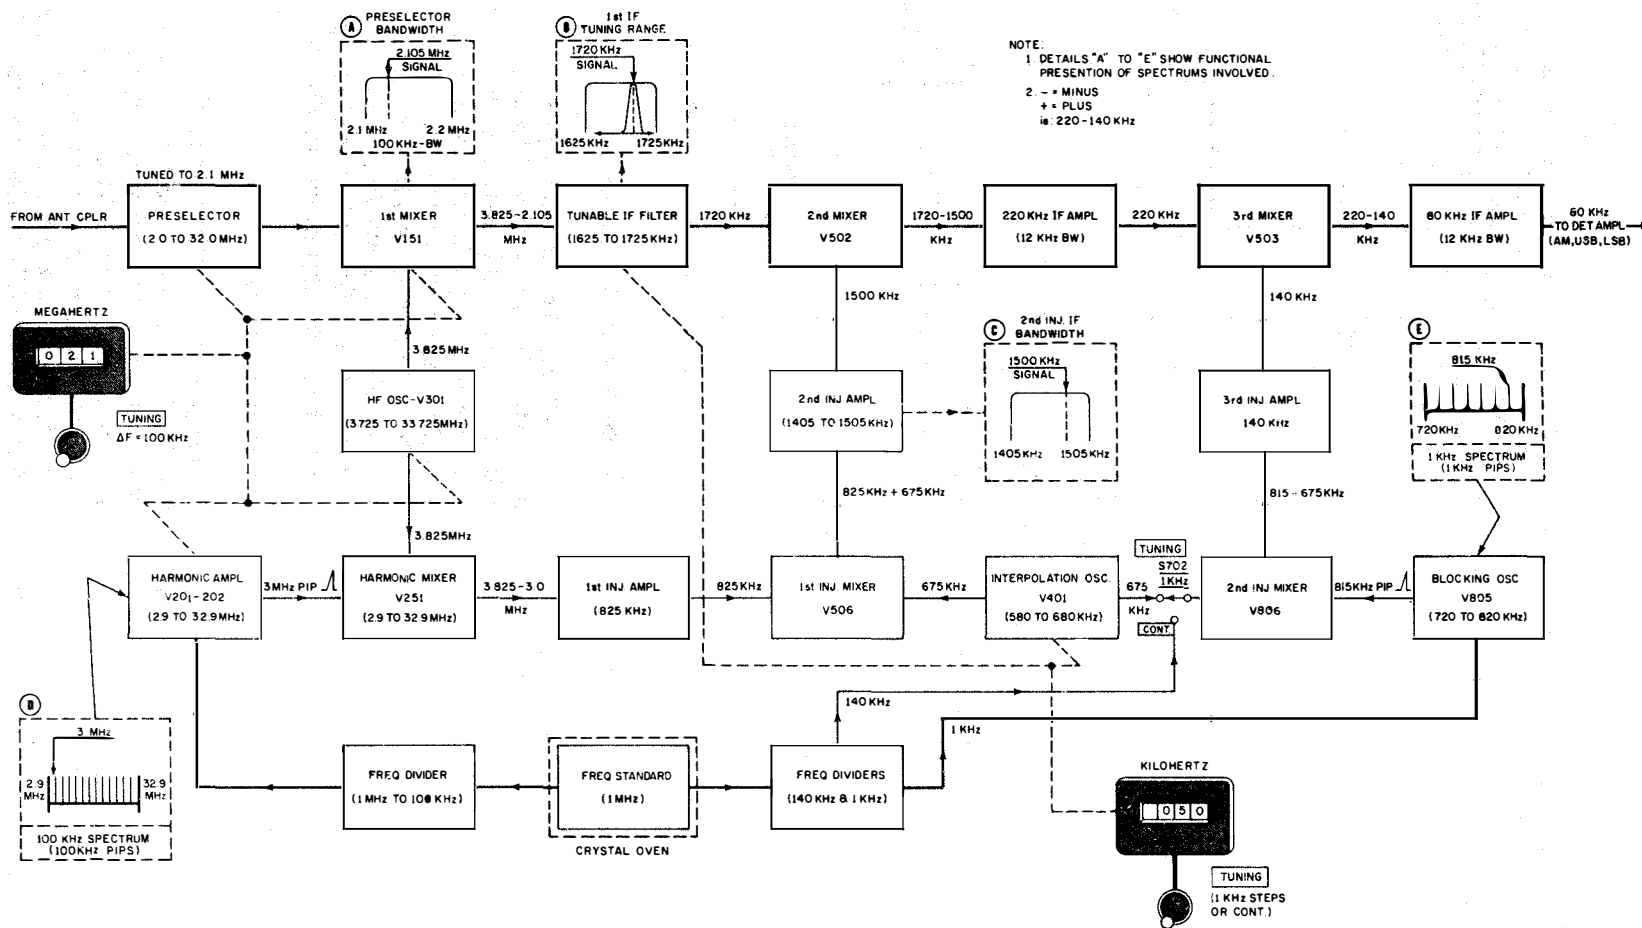 A
PRESELECTOR
BANDWIDTH
2.105 MHz
SIGNAL
2.1 MHz
2.2 MHz
100 KHz-BW
B
1st IF
TUNING RANGE
1720 KHz
SIGNAL
1625 KHz
1725 KHz
NOTE:
1. DETAILS "A" TO "E" SHOW FUNCTIONAL
PRESENTION OF SPECTRUMS INVOLVED.
2. - = MINUS
+ = PLUS
ie: 220-140 KHz
TUNED TO 2.1 MHz
FROM ANT CPLR
PRESELECTOR
(2.0 TO 32.0 MHz)
1st MIXER
V151
3.825-2.105
MHz
TUNABLE IF FILTER
(1625 TO 1725 KHz)
1720 KHz
2nd MIXER
V502
1720-1500
KHz
220 KHz IF AMPL
(12 KHz BW)
220 KHz
3rd MIXER
V503
220-140
KHz
80 KHz IF AMPL
(12 KHz BW)
60 KHz
TO DET AMPL
(AM, USB, LSB)
MEGAHERTZ
0 2 1
TUNING
ΔF = 100 KHz
3.825 MHz
HF OSC-V301
(3.725 TO 33.725 MHz)
3.825 MHz
1500 KHz
2nd INJ AMPL
(1405 TO 1505 KHz)
825 KHz + 675 KHz
C
2nd INJ. IF
BANDWIDTH
1500 KHz
SIGNAL
1405 KHz
1505 KHz
140 KHz
3rd INJ. AMPL
140 KHz
815-675 KHz
E
815 KHz
720 KHz
820 KHz
1 KHz SPECTRUM
(1 KHz PIPS)
HARMONIC AMPL
V201-202
(2.9 TO 32.9 MHz)
3 MHz PIP
HARMONIC MIXER
V251
(2.9 TO 32.9 MHz)
3.825-3.0
MHz
1st INJ. AMPL
(825 KHz)
825 KHz
1st INJ. MIXER
V506
675 KHz
INTERPOLATION OSC.
V401
(580 TO 680 KHz)
675
KHz
TUNING
S702
1 KHz
CONT.
2nd INJ MIXER
V806
815 KHz PIP
BLOCKING OSC
V805
(720 TO 820 KHz)
D
3 MHz
2.9
MHz
32.9
MHz
100 KHz SPECTRUM
(100 KHz PIPS)
FREQ DIVIDER
(1 MHz TO 100 KHz)
FREQ STANDARD
(1 MHz)
CRYSTAL OVEN
FREQ DIVIDERS
(140 KHz & 1 KHz)
140 KHz
1 KHz
KILOHERTZ
0 5 0
TUNING
(1 KHz STEPS
OR CONT.)